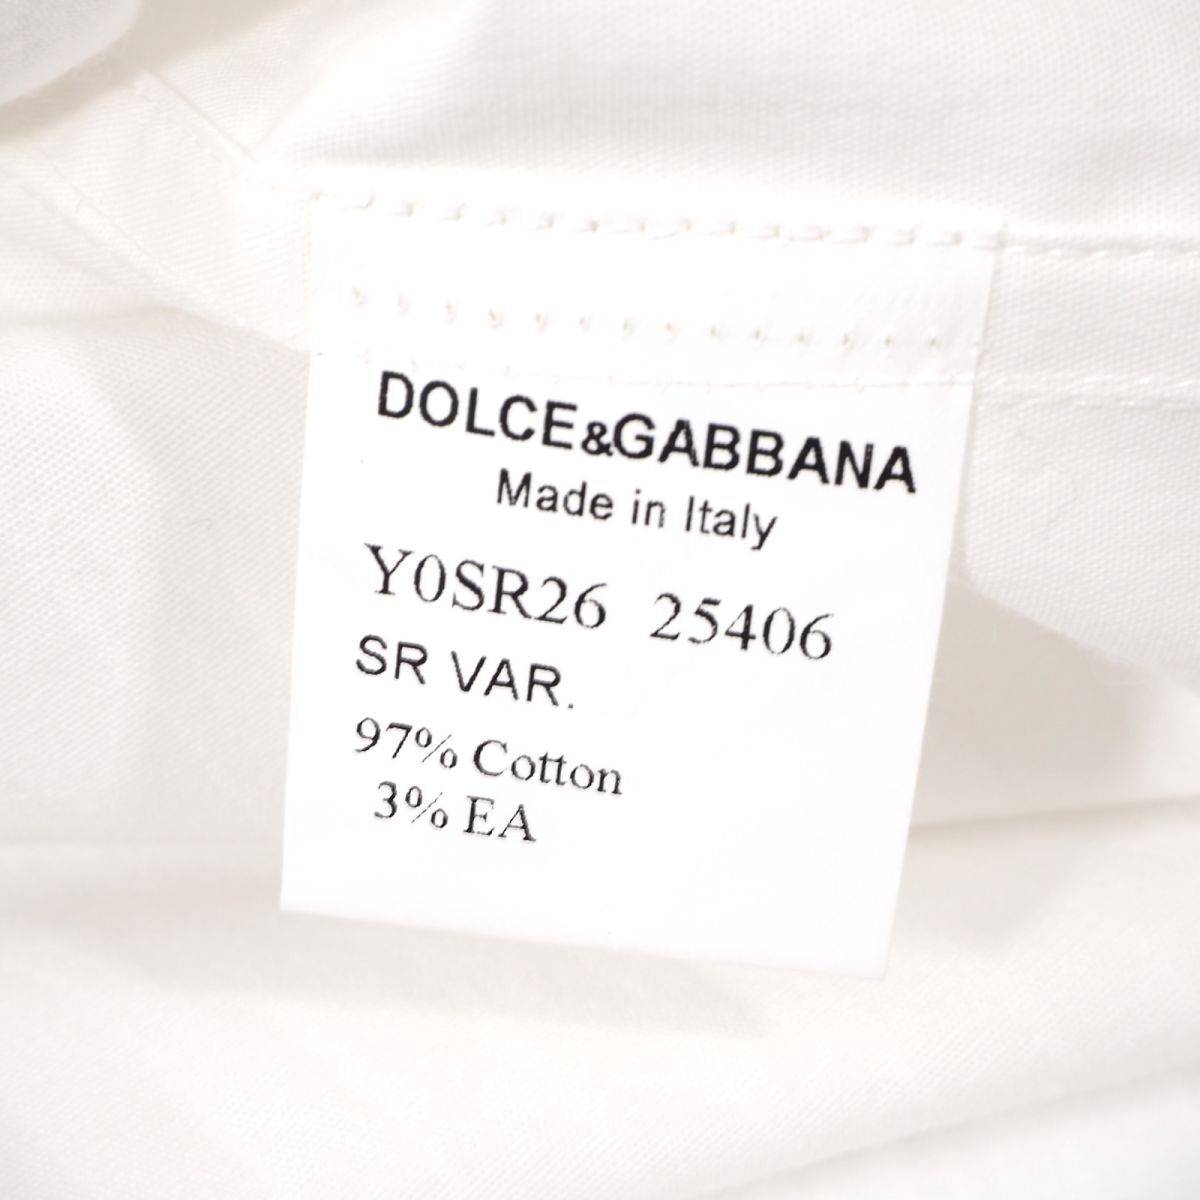 DOLCE&GABBANA
Made in Italy
Y0SR26 25406
SR VAR.
97% Cotton
3% EA